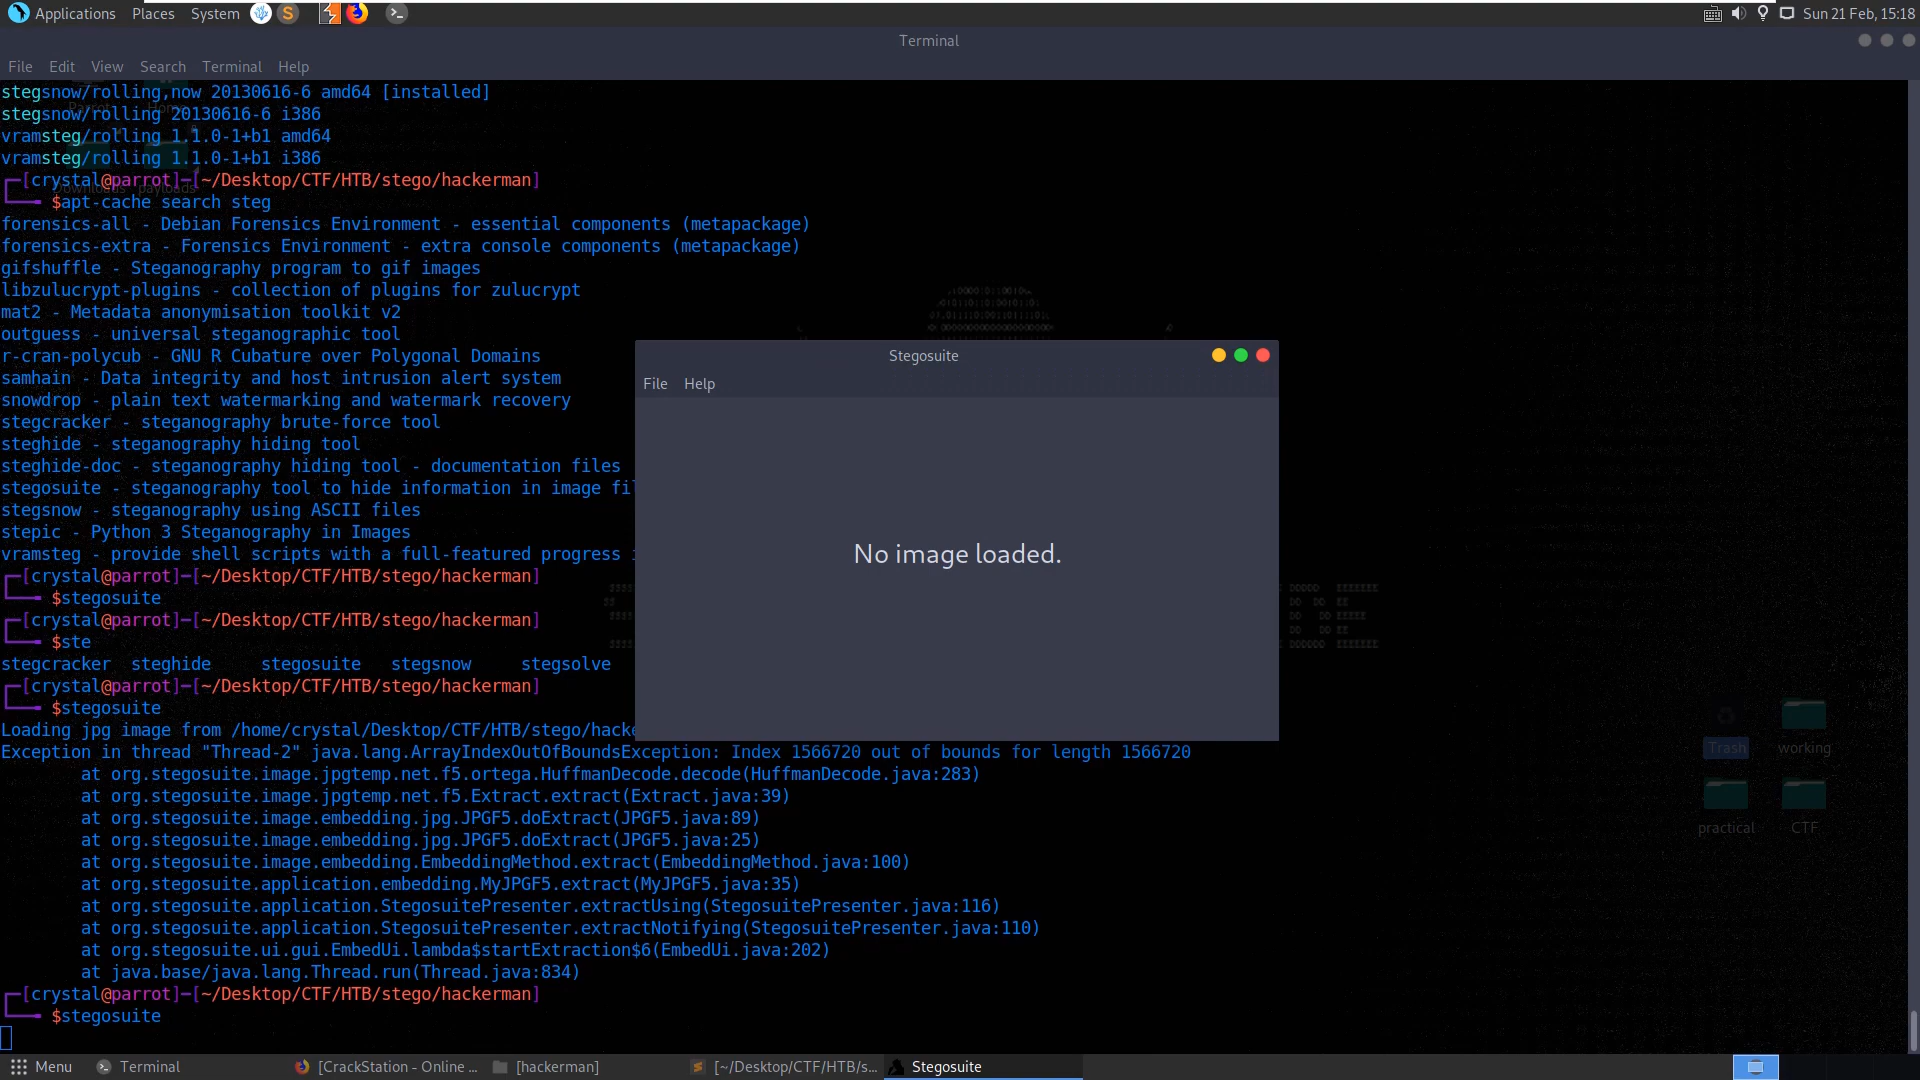 Applications Places System S Sun 21 Feb, 15:18
Terminal
File Edit View Search Terminal Help
stegsnow/rolling,now 20130616-6 amd64 [installed]
stegsnow/rolling 20130616-6 i386
vramsteg/rolling 1.1.0-1+b1 amd64
vramsteg/rolling 1.1.0-1+b1 i386
┌─[crystal@parrot]─[~/Desktop/CTF/HTB/stego/hackerman]
└──╼ $apt-cache search steg
forensics-all - Debian Forensics Environment - essential components (metapackage)
forensics-extra - Forensics Environment - extra console components (metapackage)
gifshuffle - Steganography program to gif images
libzulucrypt-plugins - collection of plugins for zulucrypt
mat2 - Metadata anonymisation toolkit v2
outguess - universal steganographic tool
r-cran-polycub - GNU R Cubature over Polygonal Domains
samhain - Data integrity and host intrusion alert system
snowdrop - plain text watermarking and watermark recovery
stegcracker - steganography brute-force tool
steghide - steganography hiding tool
steghide-doc - steganography hiding tool - documentation files
stegosuite - steganography tool to hide information in image fil
stegsnow - steganography using ASCII files
stepic - Python 3 Steganography in Images
vramsteg - provide shell scripts with a full-featured progress
┌─[crystal@parrot]─[~/Desktop/CTF/HTB/stego/hackerman]
└──╼ $stegosuite
┌─[crystal@parrot]─[~/Desktop/CTF/HTB/stego/hackerman]
└──╼ $ste
stegcracker steghide stegosuite stegsnow stegsolve
┌─[crystal@parrot]─[~/Desktop/CTF/HTB/stego/hackerman]
└──╼ $stegosuite
Loading jpg image from /home/crystal/Desktop/CTF/HTB/stego/hacke
Exception in thread "Thread-2" java.lang.ArrayIndexOutOfBoundsException: Index 1566720 out of bounds for length 1566720
at org.stegosuite.image.jpgtemp.net.f5.ortega.HuffmanDecode.decode(HuffmanDecode.java:283)
at org.stegosuite.image.jpgtemp.net.f5.Extract.extract(Extract.java:39)
at org.stegosuite.image.embedding.jpg.JPGF5.doExtract(JPGF5.java:89)
at org.stegosuite.image.embedding.jpg.JPGF5.doExtract(JPGF5.java:25)
at org.stegosuite.image.embedding.EmbeddingMethod.extract(EmbeddingMethod.java:100)
at org.stegosuite.application.embedding.MyJPGF5.extract(MyJPGF5.java:35)
at org.stegosuite.application.StegosuitePresenter.extractUsing(StegosuitePresenter.java:116)
at org.stegosuite.application.StegosuitePresenter.extractNotifying(StegosuitePresenter.java:110)
at org.stegosuite.ui.gui.EmbedUi.lambda$startExtraction$6(EmbedUi.java:202)
at java.base/java.lang.Thread.run(Thread.java:834)
┌─[crystal@parrot]─[~/Desktop/CTF/HTB/stego/hackerman]
└──╼ $stegosuite
Stegosuite
File Help
No image loaded.
Trash working
practical CTF
Downloads payloads
Menu Terminal [CrackStation - Online ... [hackerman] [~/Desktop/CTF/HTB/s... Stegosuite